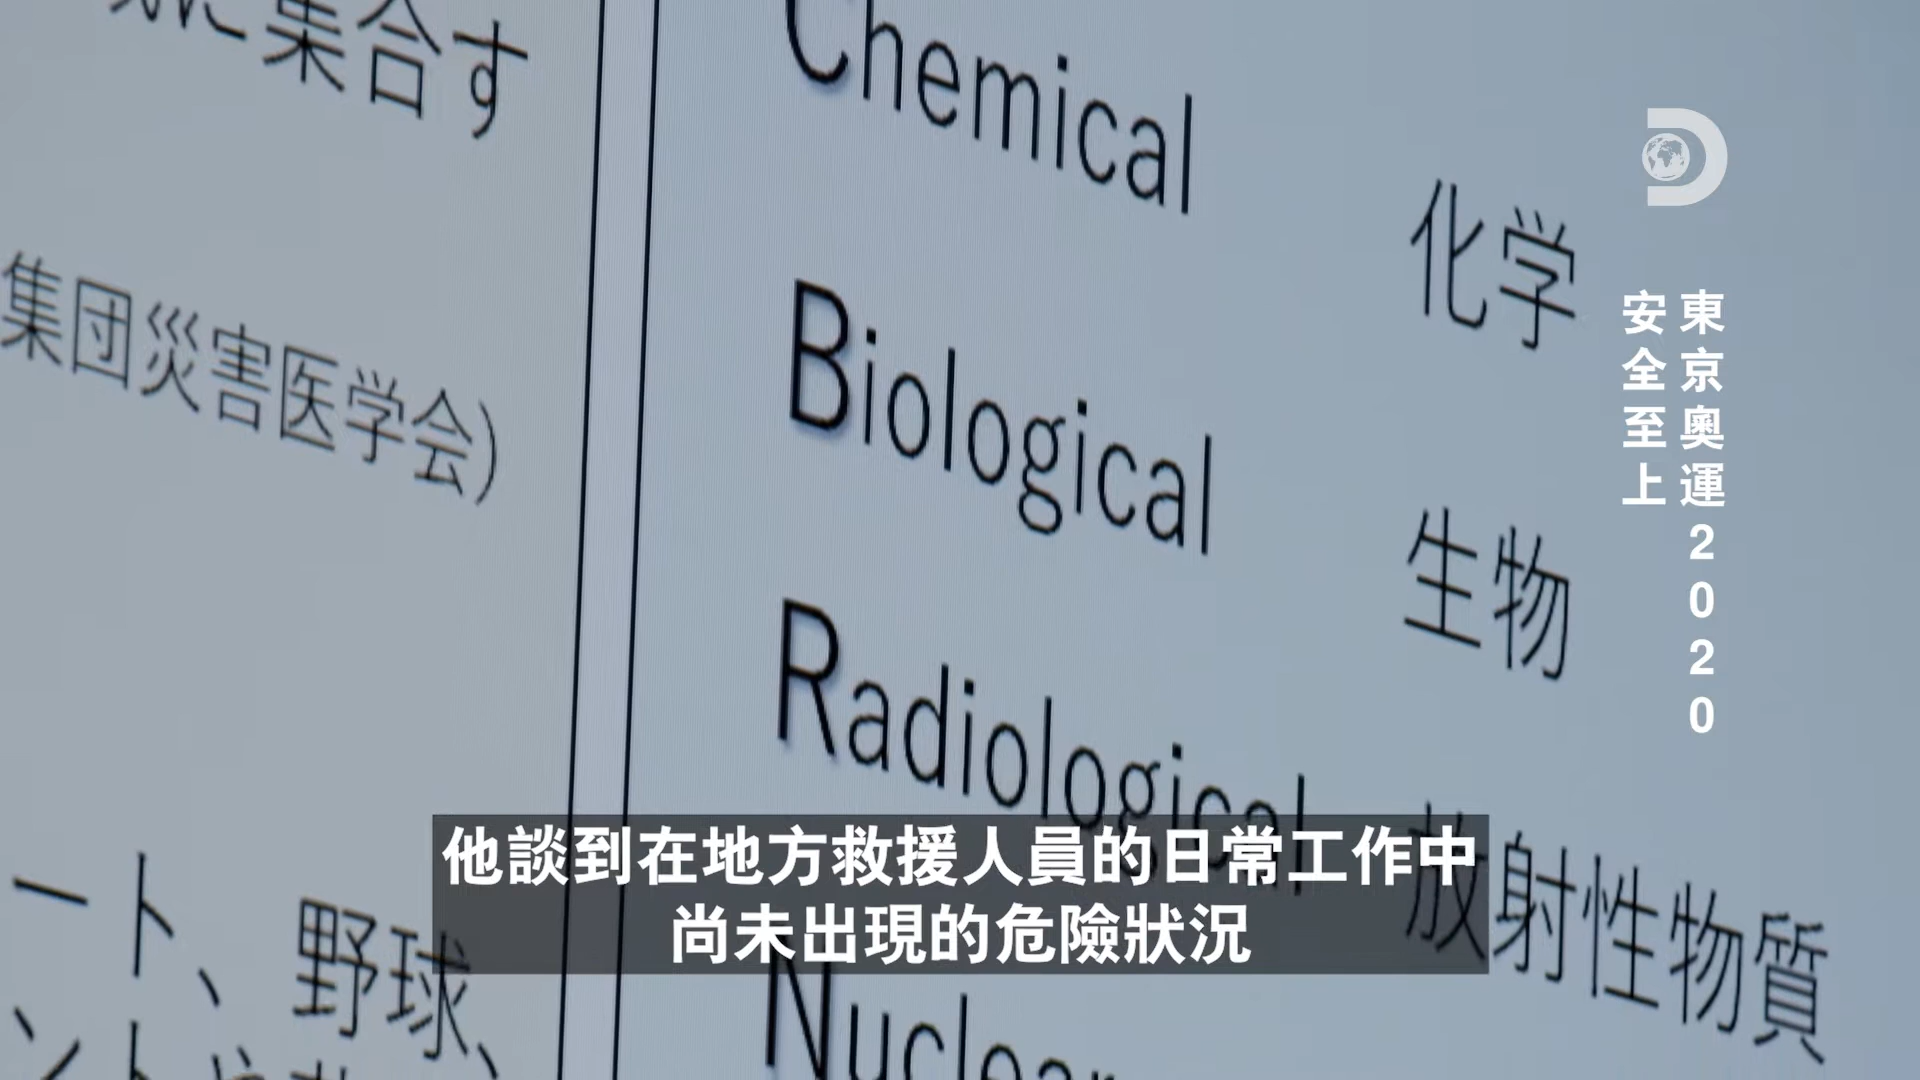 に集合す
集団災害医学会)
ート、野球、
Chemical 化学
Biological 生物
Radiological 放射性物質
Nuclear
東京奧運2020
安全至上
他談到在地方救援人員的日常工作中
尚未出現的危險狀況